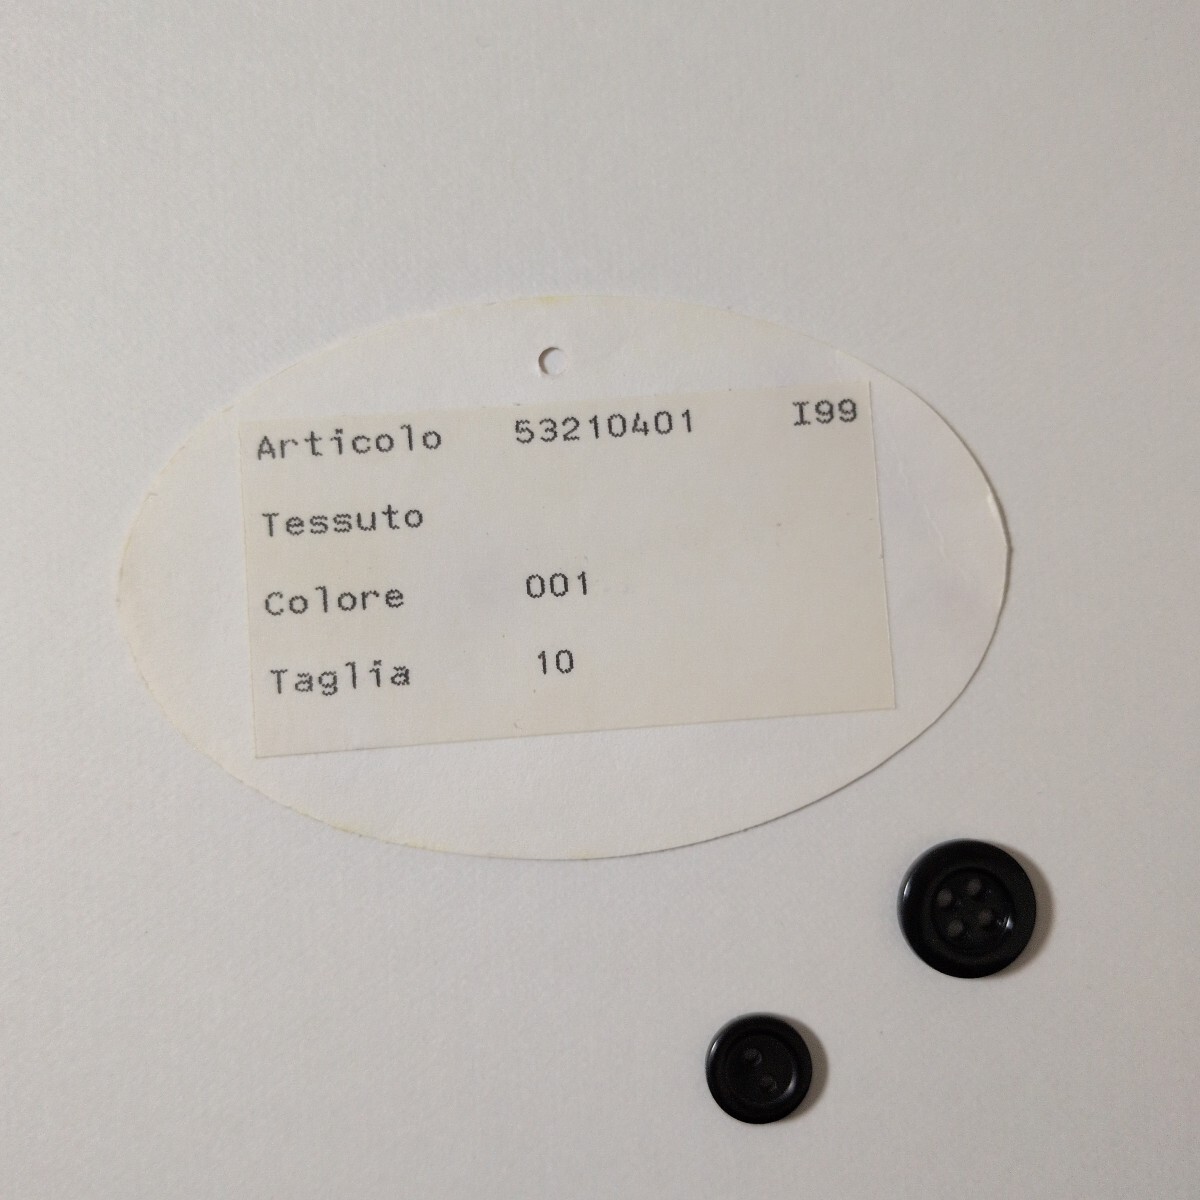 Articolo 53210401 I99
Tessuto
Colore 001
Taglia 10